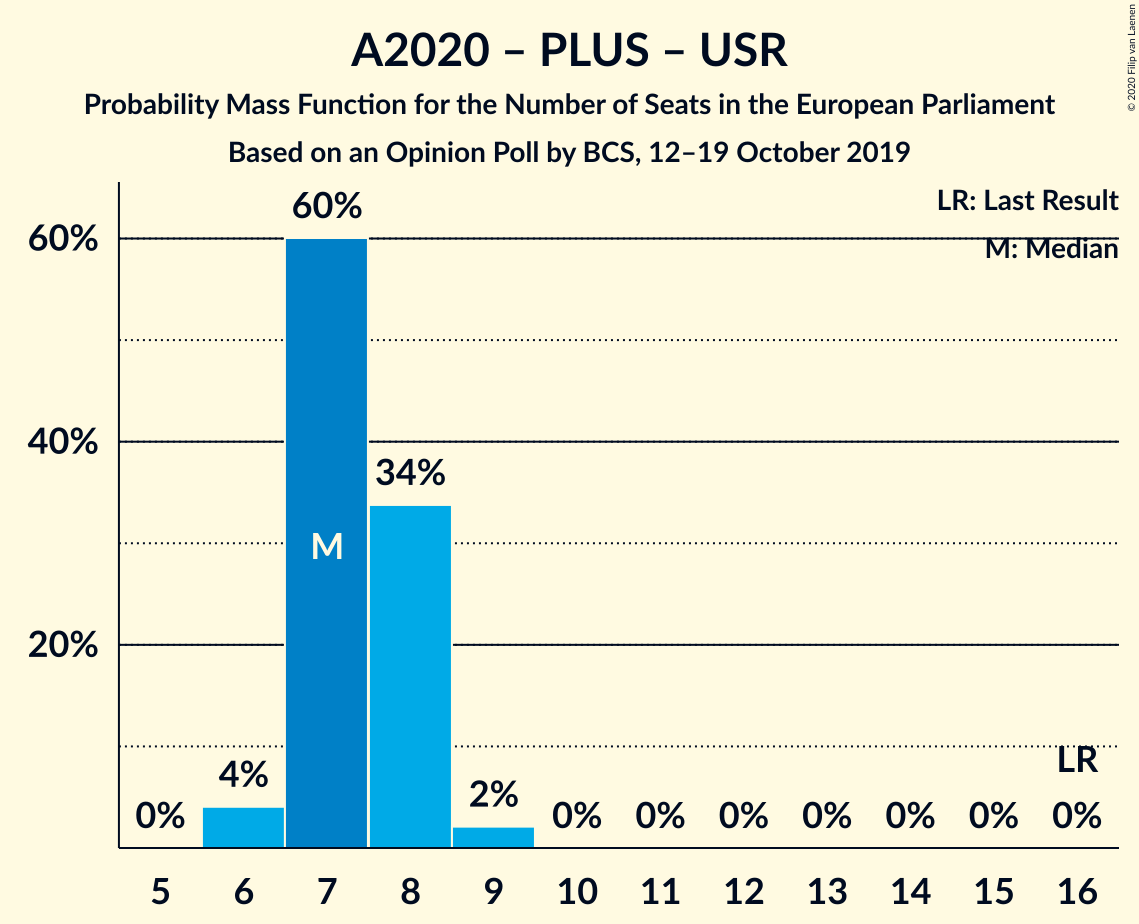 A2020 – PLUS – USR
Probability Mass Function for the Number of Seats in the European Parliament
Based on an Opinion Poll by BCS, 12–19 October 2019
© 2020 Filip van Laenen
LR: Last Result
M: Median
60%
40%
20%
0%
4%
60%
M
34%
2%
0%
0%
0%
0%
0%
0%
LR
0%
5 6 7 8 9 10 11 12 13 14 15 16